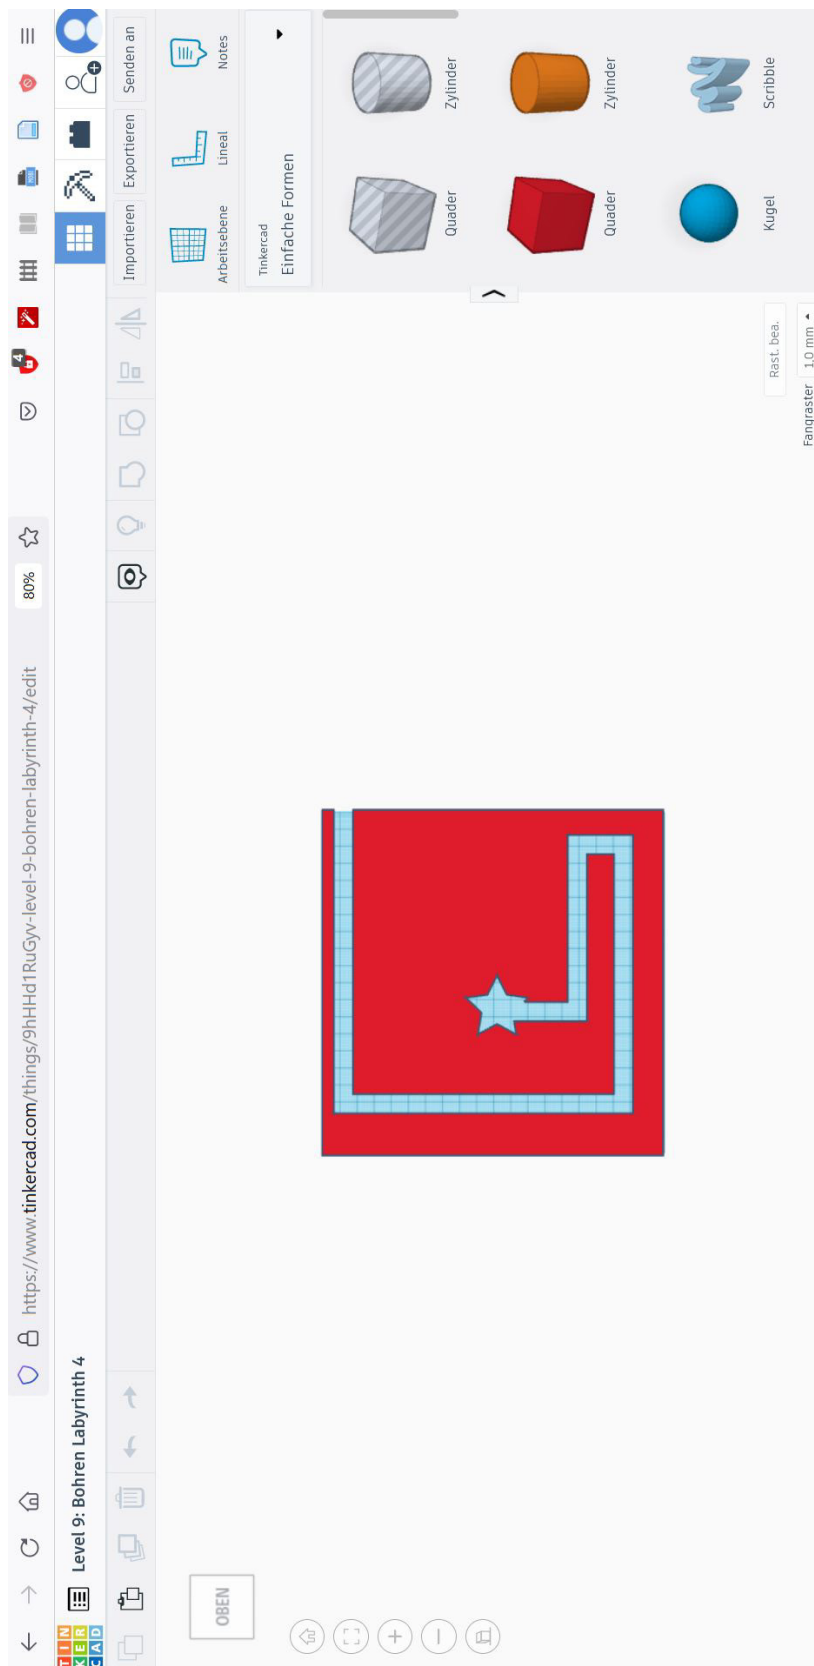 https://www.tinkercad.com/things/9hHHd1RuGyv-level-9-bohren-labyrinth-4/edit
80%
4
TIN
KER
CAD
Level 9: Bohren Labyrinth 4
Importieren
Exportieren
Senden an
OBEN
Arbeitsebene
Lineal
Notes
Tinkercad
Einfache Formen
Quader
Zylinder
Quader
Zylinder
Kugel
Scribble
Rast. bea.
Fangraster 1.0 mm